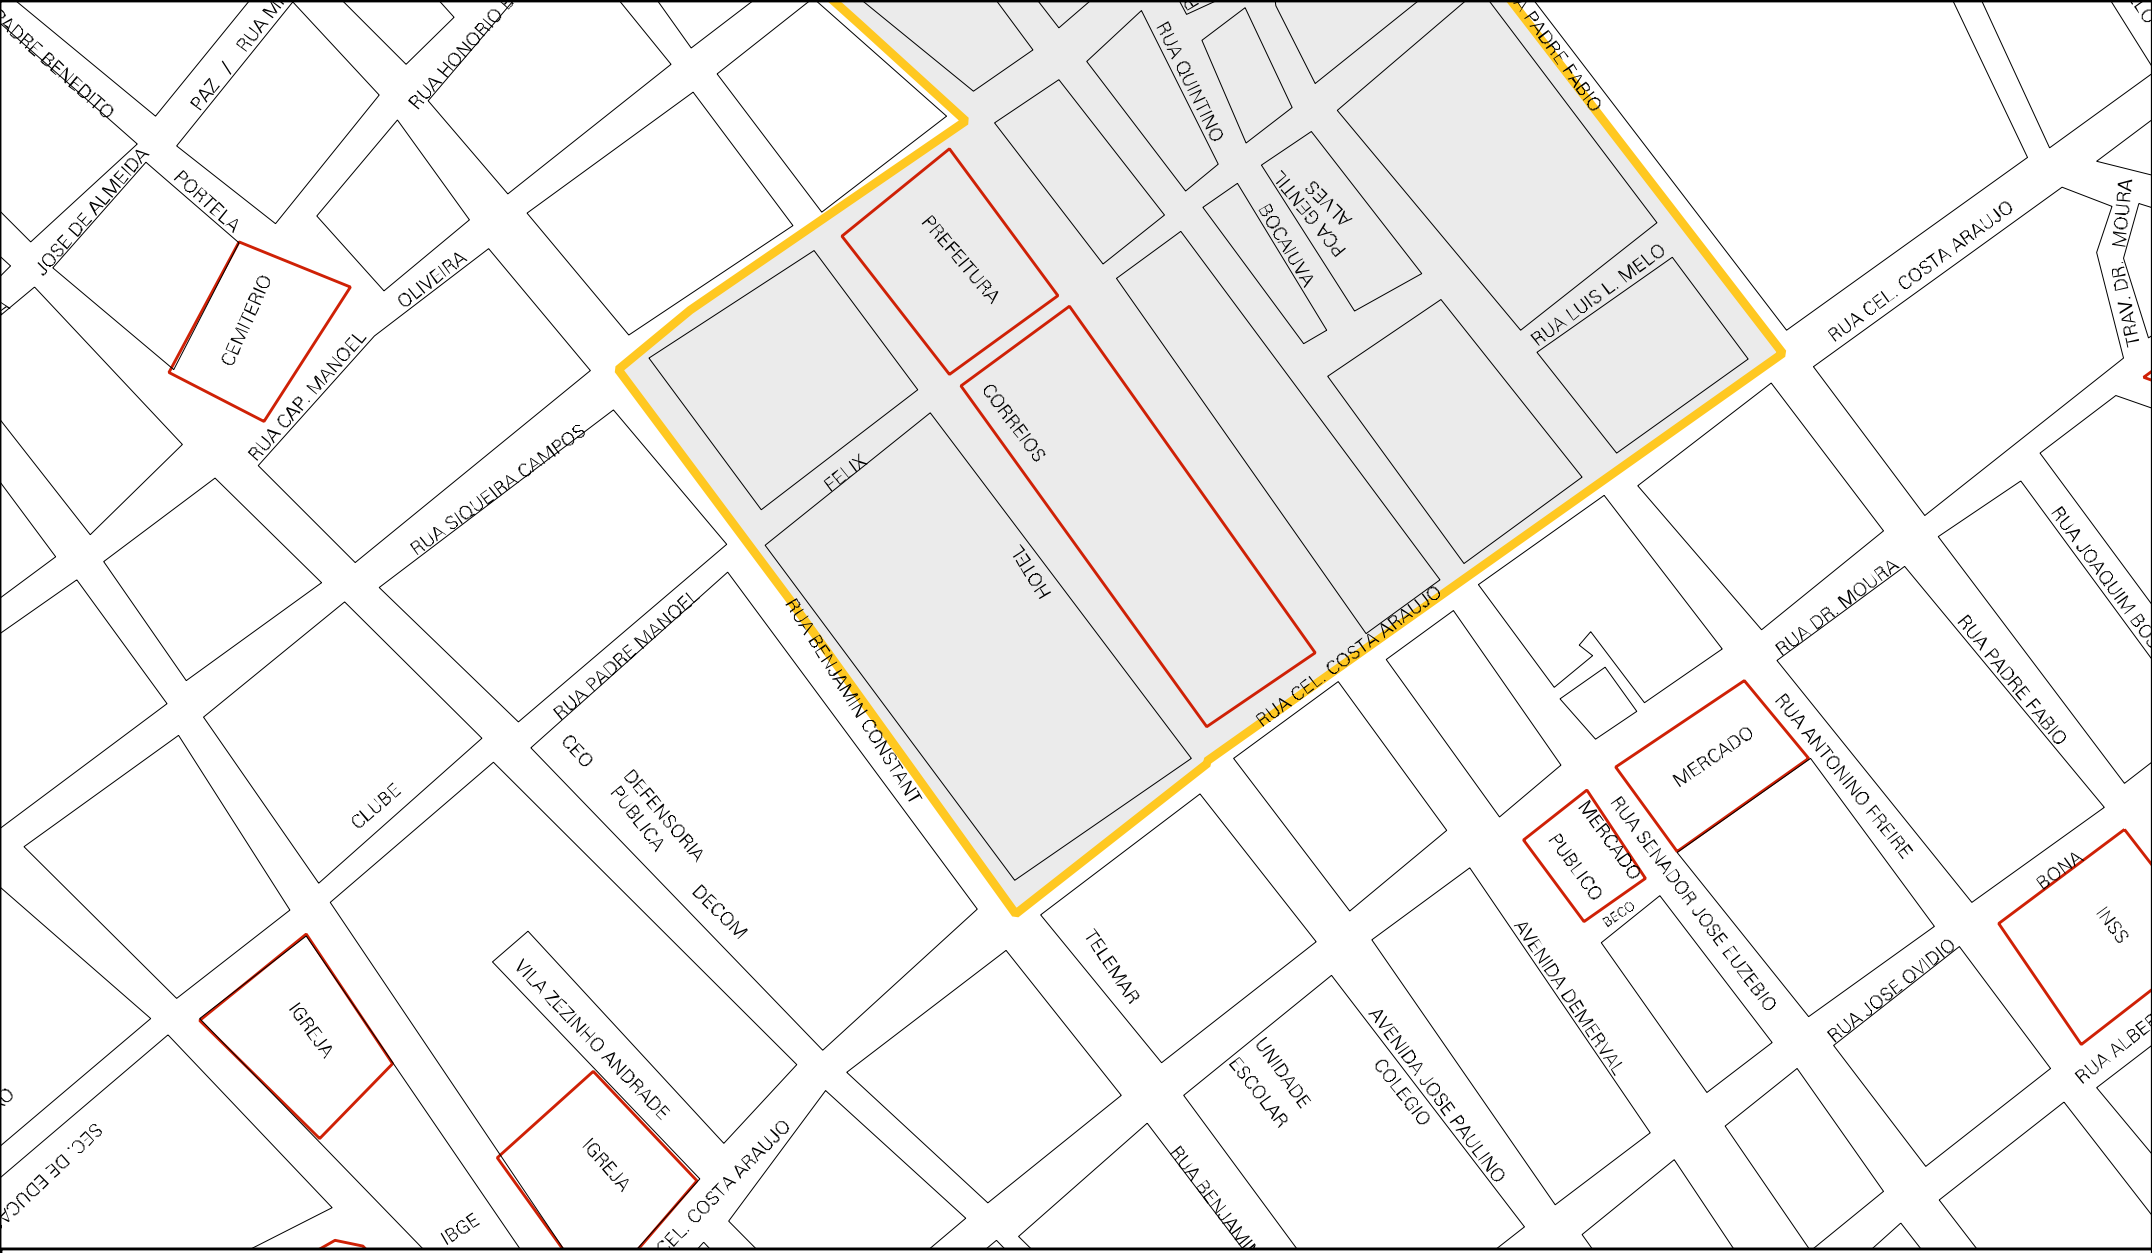 PADRE BENEDITO
PAZ /
RUA HONORIO
RUA QUINTINO
RUA PADRE FABIO
JOSE DE ALMEIDA
PORTELA
CEMITERIO
OLIVEIRA
RUA CAP. MANOEL
PREFEITURA
BOCAIUVA
PCA GENTIL
ALVES
RUA LUIS L. MELO
RUA CEL. COSTA ARAUJO
TRAV. DR. MOURA
RUA SIQUEIRA CAMPOS
FELIX
CORREIOS
HOTEL
RUA PADRE MANOEL
RUA BENJAMIN CONSTANT
RUA CEL. COSTA ARAUJO
RUA DR. MOURA
RUA JOAQUIM
RUA PADRE FABIO
CEO
DEFENSORIA
PUBLICA
DECOM
CLUBE
MERCADO
RUA ANTONINO FREIRE
MERCADO
PUBLICO
RUA SENADOR JOSE EUZEBIO
BECO
BONA
INSS
TELEMAR
AVENIDA DEMERVAL
RUA JOSE OVIDIO
VILA ZEZINHO ANDRADE
IGREJA
IGREJA
UNIDADE
ESCOLAR
AVENIDA JOSE PAULINO
COLEGIO
SEC. DE EDUCA
IBGE
CEL. COSTA ARAUJO
RUA BENJAMIN